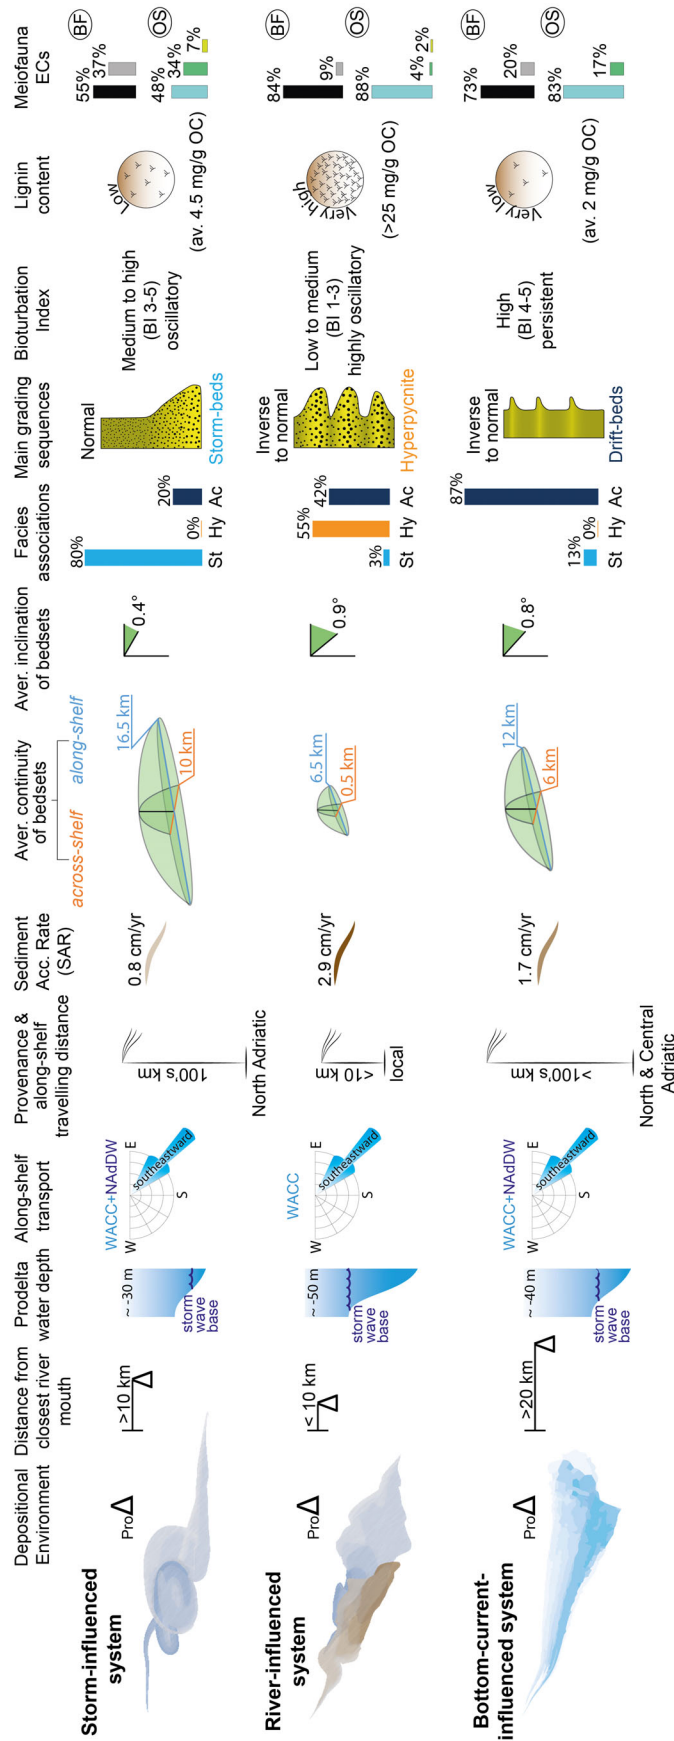 Depositional
Environment
Distance from
closest river
mouth
Prodelta
water depth
Along-shelf
transport
Provenance &
along-shelf
travelling distance
Sediment
Acc. Rate
(SAR)
Aver. continuity
of bedsets
across-shelf
along-shelf
Aver. inclination
of bedsets
Facies
associations
Main grading
sequences
Bioturbation
Index
Lignin
content
Meiofauna
ECs
Storm-influenced
system
Pro
>10 km
~ -30 m
storm
wave
base
WACC+NAdDW
W
E
S
southeastward
100's km
North Adriatic
0.8 cm/yr
16.5 km
10 km
0.4°
80%
0%
20%
St Hy Ac
Normal
Storm-beds
Medium to high
(BI 3-5)
oscillatory
Low
(av. 4.5 mg/g OC)
55%
37%
BF
48%
34%
7%
OS
River-influenced
system
Pro
< 10 km
~ -50 m
storm
wave
base
WACC
W
E
S
southeastward
<10 km
local
2.9 cm/yr
6.5 km
0.5 km
0.9°
3%
55%
42%
St Hy Ac
Inverse
to normal
Hyperpycnite
Low to medium
(BI 1-3)
highly oscillatory
Very high
(>25 mg/g OC)
84%
9%
BF
88%
4%
2%
OS
Bottom-current-
influenced system
Pro
>20 km
~ -40 m
storm
wave
base
WACC+NAdDW
W
E
S
southeastward
>100's km
North & Central
Adriatic
1.7 cm/yr
12 km
6 km
0.8°
13%
0%
87%
St Hy Ac
Inverse
to normal
Drift-beds
High
(BI 4-5)
persistent
Very low
(av. 2 mg/g OC)
73%
20%
BF
83%
17%
OS